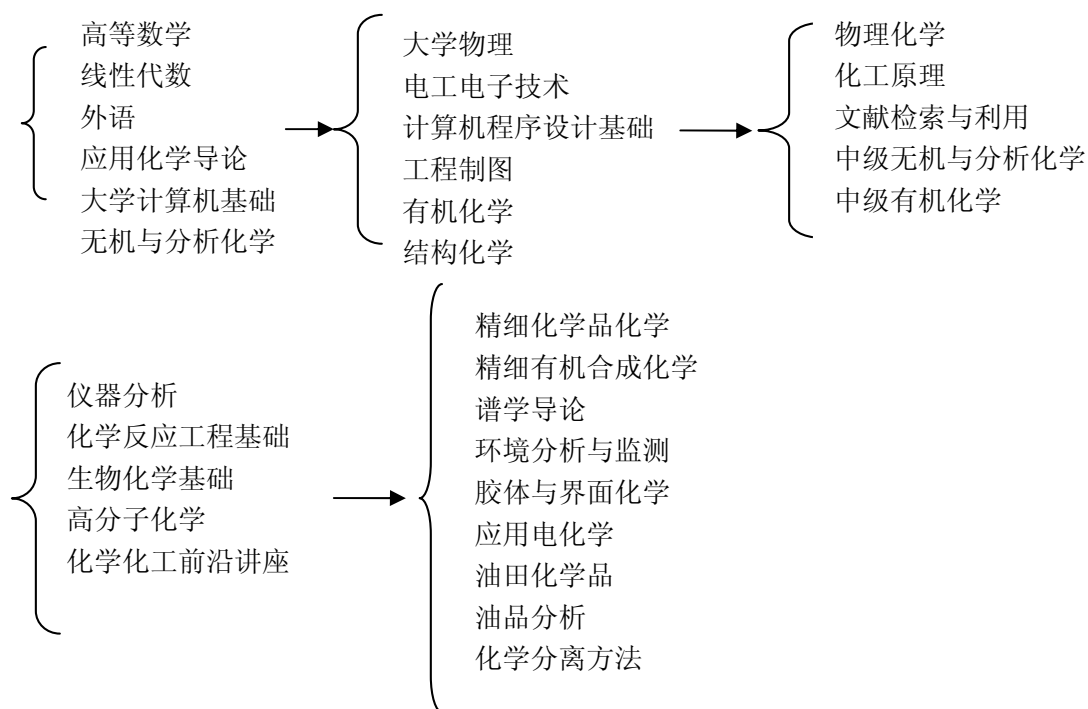 高等数学
线性代数
外语
应用化学导论
大学计算机基础
无机与分析化学
大学物理
电工电子技术
计算机程序设计基础
工程制图
有机化学
结构化学
物理化学
化工原理
文献检索与利用
中级无机与分析化学
中级有机化学
仪器分析
化学反应工程基础
生物化学基础
高分子化学
化学化工前沿讲座
精细化学品化学
精细有机合成化学
谱学导论
环境分析与监测
胶体与界面化学
应用电化学
油田化学品
油品分析
化学分离方法